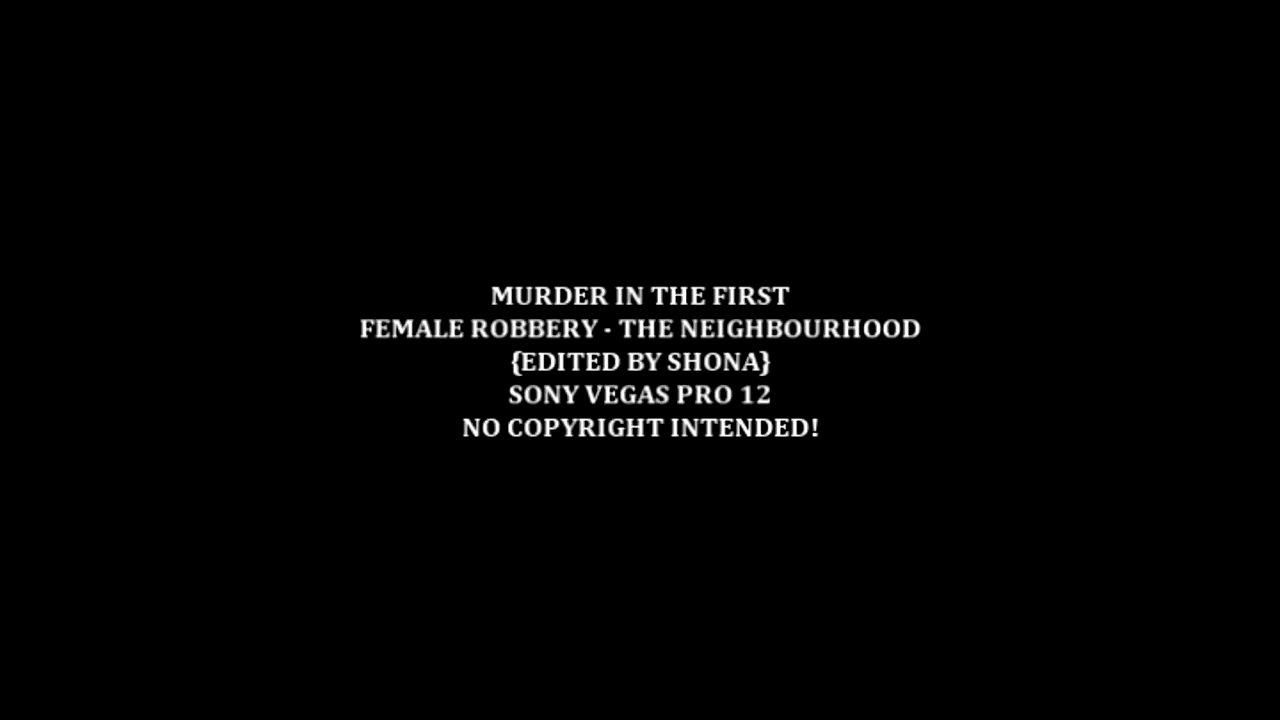 MURDER IN THE FIRST
FEMALE ROBBERY - THE NEIGHBOURHOOD
{EDITED BY SHONA}
SONY VEGAS PRO 12
NO COPYRIGHT INTENDED!